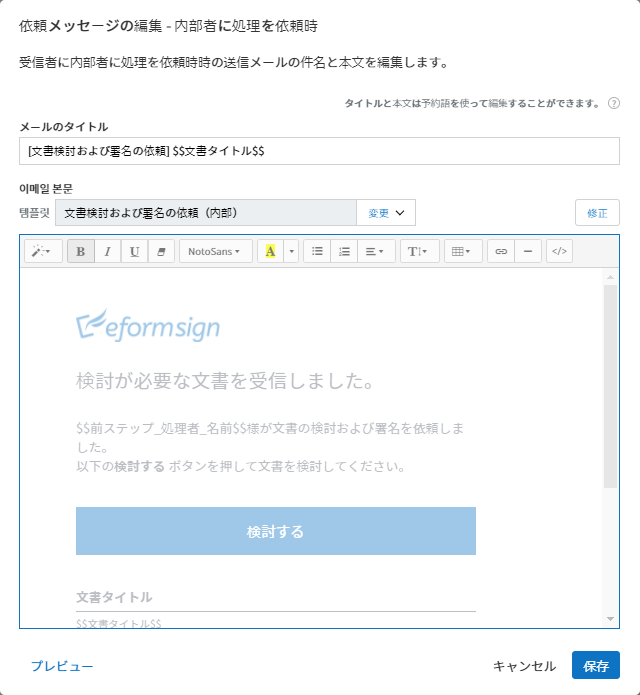 依頼メッセージの編集 - 内部者に処理を依頼時
受信者に内部者に処理を依頼時時の送信メールの件名と本文を編集します。
タイトルと本文は予約語を使って編集することができます。 ?
メールのタイトル
[文書検討および署名の依頼] $$文書タイトル$$
이메일 본문
템플릿 文書検討および署名の依頼（内部） 変更 修正
B I U NotoSans A T </>
eformsign
検討が必要な文書を受信しました。
$$前ステップ_処理者_名前$$様が文書の検討および署名を依頼しま
した。
以下の検討する ボタンを押して文書を検討してください。
検討する
文書タイトル
$$文書タイトル$$
プレビュー キャンセル 保存